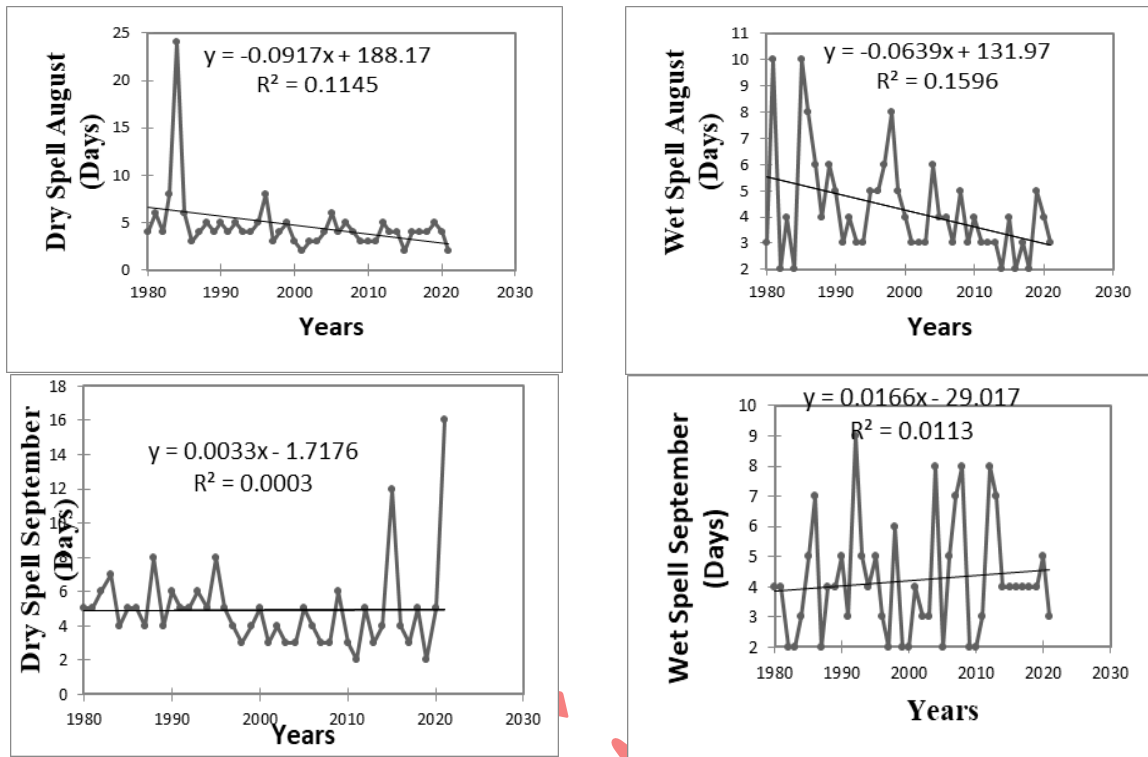 Dry Spell August
(Days)
25
20
15
10
5
0
y = -0.0917x + 188.17
R² = 0.1145
1980 1990 2000 2010 2020 2030
Years
Wet Spell August
(Days)
11
10
9
8
7
6
5
4
3
2
y = -0.0639x + 131.97
R² = 0.1596
1980 1990 2000 2010 2020 2030
Years
Dry Spell September
(Days)
18
16
14
12
10
8
6
4
2
0
y = 0.0033x - 1.7176
R² = 0.0003
1980 1990 2000 2010 2020 2030
Years
Wet Spell September
(Days)
10
9
8
7
6
5
4
3
2
y = 0.0166x - 29.017
R² = 0.0113
1980 1990 2000 2010 2020 2030
Years